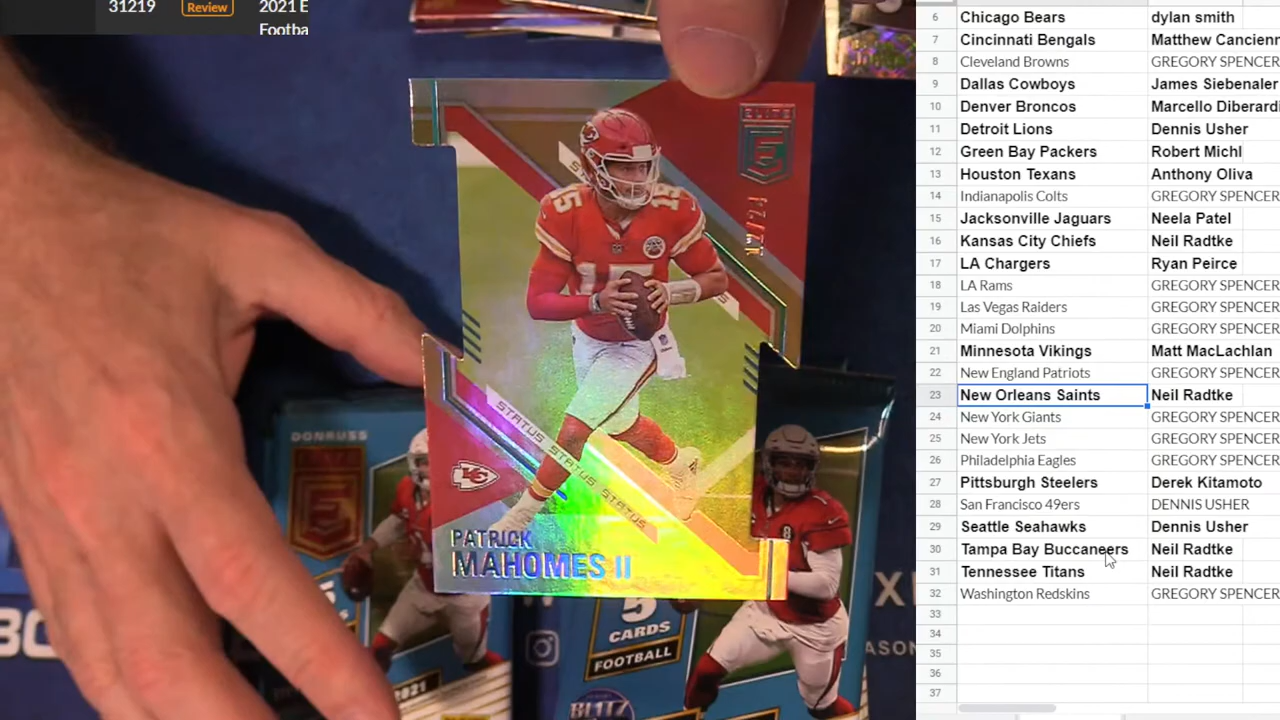 31219
Review
2021 E
Footba
ELITE
E
15
15
15
STATUS STATUS STATUS
KC
PATRICK
MAHOMES II
DONRUSS
5
CARDS
FOOTBALL
2021
BLITZ
6 Chicago Bears dylan smith
7 Cincinnati Bengals Matthew Cancienn
8 Cleveland Browns GREGORY SPENCER
9 Dallas Cowboys James Siebenaler
10 Denver Broncos Marcello Diberard
11 Detroit Lions Dennis Usher
12 Green Bay Packers Robert Michl
13 Houston Texans Anthony Oliva
14 Indianapolis Colts GREGORY SPENCER
15 Jacksonville Jaguars Neela Patel
16 Kansas City Chiefs Neil Radtke
17 LA Chargers Ryan Peirce
18 LA Rams GREGORY SPENCER
19 Las Vegas Raiders GREGORY SPENCER
20 Miami Dolphins GREGORY SPENCER
21 Minnesota Vikings Matt MacLachlan
22 New England Patriots GREGORY SPENCER
23 New Orleans Saints Neil Radtke
24 New York Giants GREGORY SPENCER
25 New York Jets GREGORY SPENCER
26 Philadelphia Eagles GREGORY SPENCER
27 Pittsburgh Steelers Derek Kitamoto
28 San Francisco 49ers DENNIS USHER
29 Seattle Seahawks Dennis Usher
30 Tampa Bay Buccaneers Neil Radtke
31 Tennessee Titans Neil Radtke
32 Washington Redskins GREGORY SPENCER
33
34
35
36
37